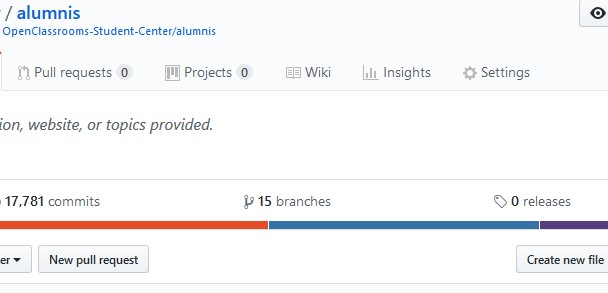 / alumnis
OpenClassrooms-Student-Center/alumnis
Pull requests 0 Projects 0 Wiki Insights Settings
ion, website, or topics provided.
17,781 commits 15 branches 0 releases
er New pull request Create new file